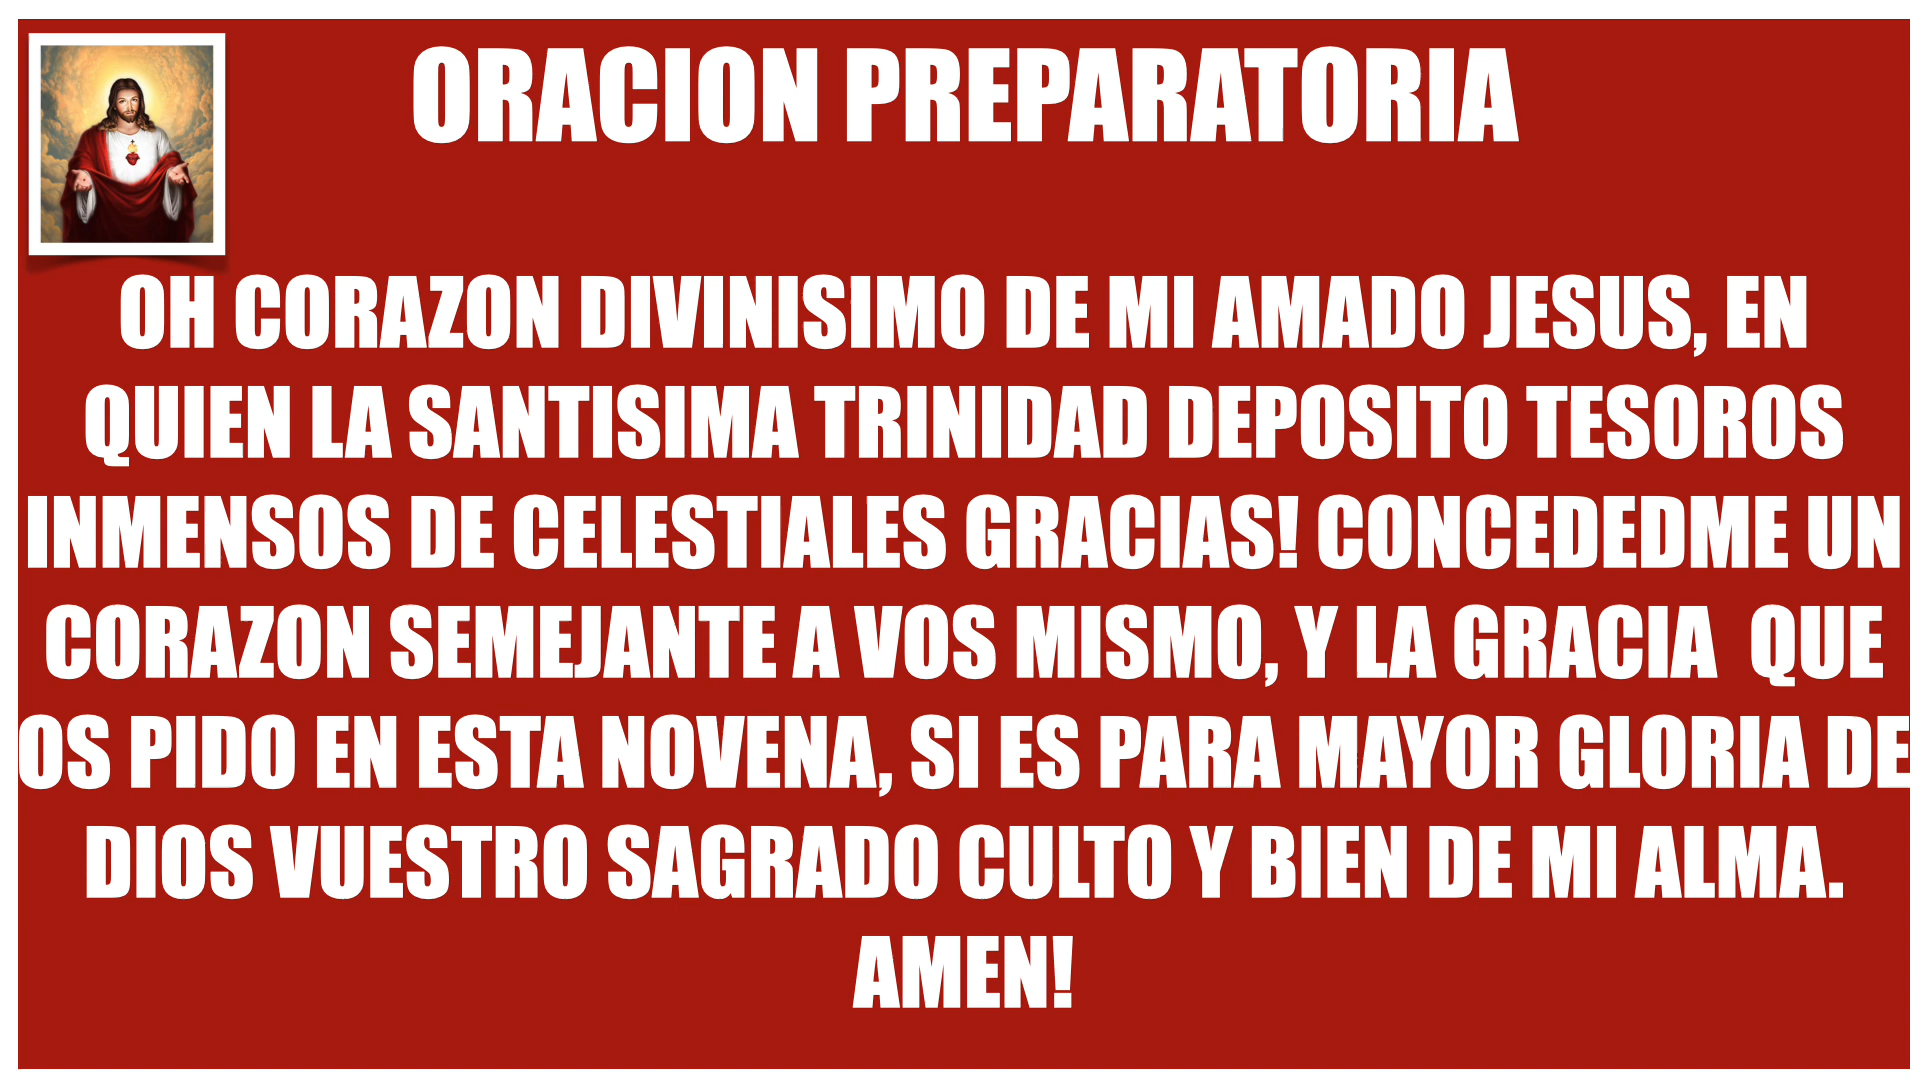 ORACION PREPARATORIA
OH CORAZON DIVINISIMO DE MI AMADO JESUS, EN
QUIEN LA SANTISIMA TRINIDAD DEPOSITO TESOROS
INMENSOS DE CELESTIALES GRACIAS! CONCEDEDME UN
CORAZON SEMEJANTE A VOS MISMO, Y LA GRACIA  QUE
OS PIDO EN ESTA NOVENA, SI ES PARA MAYOR GLORIA DE
DIOS VUESTRO SAGRADO CULTO Y BIEN DE MI ALMA.
AMEN!